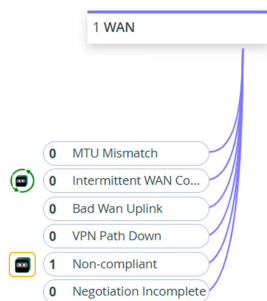 1 WAN
0 MTU Mismatch
0 Intermittent WAN Co...
0 Bad Wan Uplink
0 VPN Path Down
1 Non-compliant
0 Negotiation Incomplete